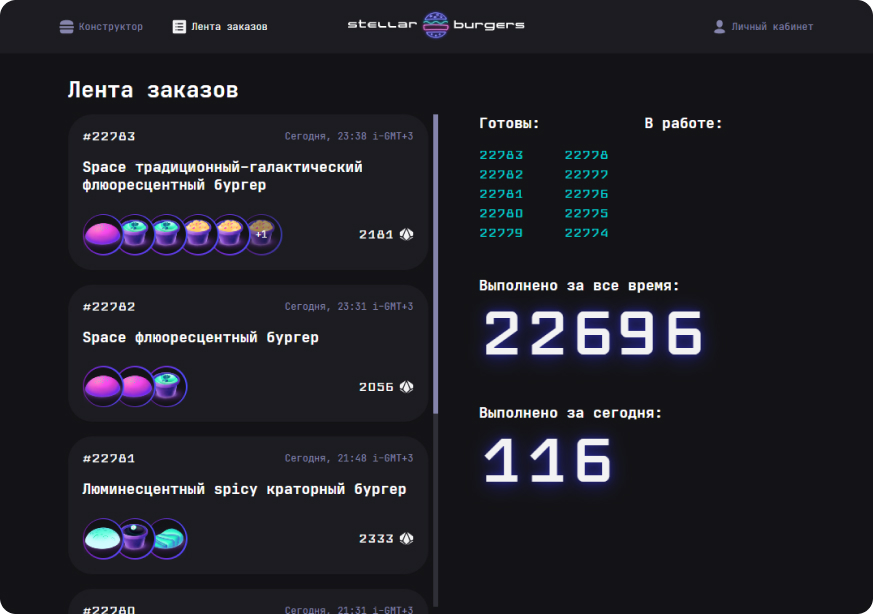 Конструктор
Лента заказов
stellar burgers
Личный кабинет
Лента заказов
#22783
Сегодня, 23:38 i-GMT+3
Space традиционный-галактический
флюоресцентный бургер
+1
2181
#22782
Сегодня, 23:31 i-GMT+3
Space флюоресцентный бургер
2056
#22781
Сегодня, 21:48 i-GMT+3
Люминесцентный spicy краторный бургер
2333
#22780
Сегодня, 21:31 i-GMT+3
Готовы:
22783
22782
22781
22780
22779
22778
22777
22776
22775
22774
В работе:
Выполнено за все время:
22696
Выполнено за сегодня:
116